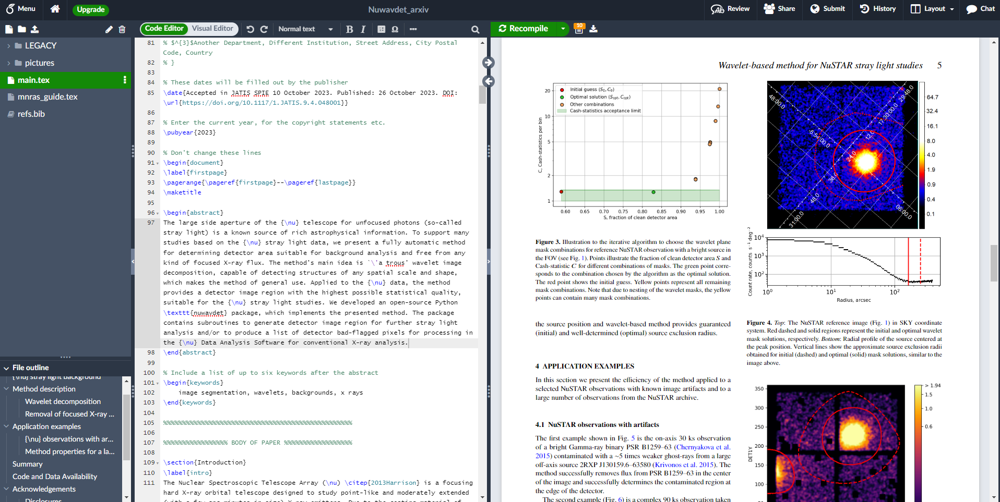 Menu
Upgrade
Nuwavdet_arxiv
Review
Share
Submit
History
Layout
Chat
Code Editor
Visual Editor
Normal text
B I
Ω
Recompile
10
LEGACY
pictures
main.tex
mnras_guide.tex
refs.bib
File outline
{\nu} stray light background
Method description
Wavelet decomposition
Removal of focused X-ray ...
Application examples
{\nu} observations with ar...
Method properties for a la...
Summary
Code and Data Availability
Acknowledgements
Disclosures
81 % $^{3}$Another Department, Different Institution, Street Address, City Postal
Code, Country
82 % }
83
84 % These dates will be filled out by the publisher
85 \date{Accepted in JATIS SPIE 10 October 2023. Published: 26 October 2023. DOI:
\url{https://doi.org/10.1117/1.JATIS.9.4.048001}}
86
87 % Enter the current year, for the copyright statements etc.
88 \pubyear{2023}
89
90 % Don't change these lines
91 \begin{document}
92 \label{firstpage}
93 \pagerange{\pageref{firstpage}--\pageref{lastpage}}
94 \maketitle
95
96 \begin{abstract}
97 The large side aperture of the {\nu} telescope for unfocused photons (so-called
stray light) is a known source of rich astrophysical information. To support many
studies based on the {\nu} stray light data, we present a fully automatic method
for determining detector area suitable for background analysis and free from any
kind of focused X-ray flux. The method's main idea is `\`a trous' wavelet image
decomposition, capable of detecting structures of any spatial scale and shape,
which makes the method of general use. Applied to the {\nu} data, the method
provides a detector image region with the highest possible statistical quality,
suitable for the {\nu} stray light studies. We developed an open-source Python
\texttt{nuwavdet} package, which implements the presented method. The package
contains subroutines to generate detector image region for further stray light
analysis and/or to produce a list of detector bad-flagged pixels for processing in
the {\nu} Data Analysis Software for conventional X-ray analysis.
98 \end{abstract}
99
100 % Include a list of up to six keywords after the abstract
101 \begin{keywords}
102 image segmentation, wavelets, backgrounds, x rays
103 \end{keywords}
104
105 %%%%%%%%%%%%%%%%%%%%%%%%%%%%%%%%%%%%%%%%%%%%%%%%%%
106
107 %%%%%%%%%%%%%%%%% BODY OF PAPER %%%%%%%%%%%%%%%%%%
108
109 \section{Introduction}
110 \label{intro}
111 The Nuclear Spectroscopic Telescope Array (\nu) \citep{2013Harrison} is a focusing
hard X-ray orbital telescope designed to study point-like and moderately extended
Wavelet-based method for NuSTAR stray light studies 5
Initial guess (S₀, C₀)
Optimal solution (Sopt, Copt)
Other combinations
Cash-statistics acceptance limit
20
10
5
2
1
C, Cash-statistics per bin
0.60 0.65 0.70 0.75 0.80 0.85 0.90 0.95 1.00
S, fraction of clean detector area
Figure 3. Illustration to the iterative algorithm to choose the wavelet plane
mask combinations for reference NuSTAR observation with a bright source in
the FOV (see Fig. 1). Points illustrate the fraction of clean detector area S and
Cash-statistic C for different combinations of masks. The green point corre-
sponds to the combination chosen by the algorithm as the optimal solution.
The red point shows the initial guess. Yellow points represent all remaining
mask combinations. Note that due to nesting of the wavelet masks, the yellow
points can contain many mask combinations.
the source position and wavelet-based method provides guaranteed
(initial) and well-determined (optimal) source exclusion radius.
4 APPLICATION EXAMPLES
In this section we present the efficiency of the method applied to a
selected NuSTAR observations with known image artifacts and to a
large number of observations from the NuSTAR archive.
4.1 NuSTAR observations with artifacts
The first example shown in Fig. 5 is the on-axis 30 ks observation
of a bright Gamma-ray binary PSR B1259–63 (Chernyakova et al.
2015) contaminated with a ~5 times weaker ghost-rays from a large
off-axis source 2RXP J130159.6–63580 (Krivonos et al. 2015). The
method successfully removes flux from PSR B1259–63 in the center
of the image and successfully determines the contaminated region at
the edge of the detector.
The second example (Fig. 6) is a complex 90 ks observation taken
48:00.0
29:48.0
17:30:00.0
12.0
-5:54:00.0
24.0
36.0
48.0
06:00.0
31:00.0
64.7
32.4
16.1
8.0
4.0
1.9
0.9
0.4
0.1
Count rate, counts s⁻¹ deg⁻²
10⁴
10³
10²
10⁰ 10¹ 10²
Radius, arcsec
Figure 4. Top: The NuSTAR reference image (Fig. 1) in SKY coordinate
system. Red dashed and solid regions represent the initial and optimal wavelet
mask solutions, respectively. Bottom: Radial profile of the source centered at
the peak position. Vertical lines show the approximate source exclusion radii
obtained for initial (dashed) and optimal (solid) mask solutions, similar to the
image above.
350
300
250
200
150
100
DET1Y
> 1.94
1.5
1.0
0.6